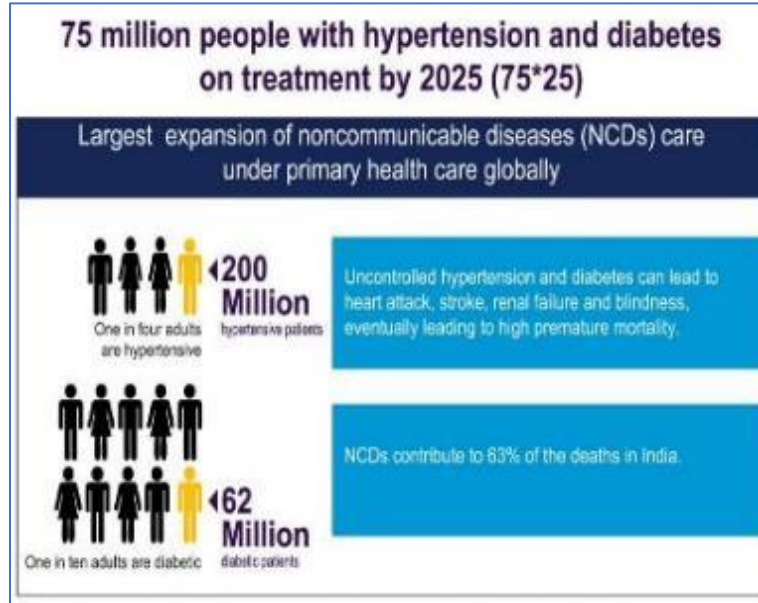 75 million people with hypertension and diabetes
on treatment by 2025 (75*25)
Largest expansion of noncommunicable diseases (NCDs) care
under primary health care globally
200
Million
hypertensive patients
One in four adults
are hypertensive
Uncontrolled hypertension and diabetes can lead to
heart attack, stroke, renal failure and blindness,
eventually leading to high premature mortality.
62
Million
diabetic patients
One in ten adults are diabetic
NCDs contribute to 63% of the deaths in India.